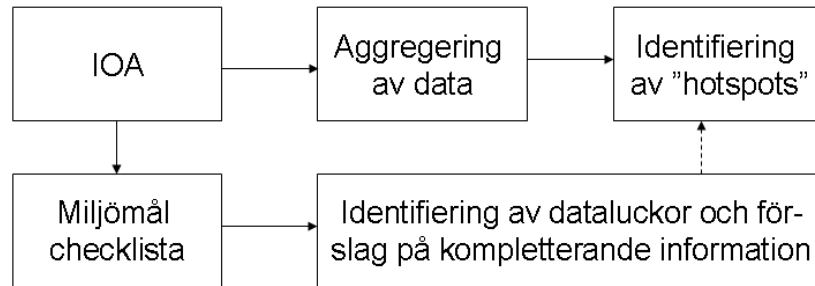 IOA
Aggregering
av data
Identifiering
av ”hotspots”
Miljömål
checklista
Identifiering av dataluckor och för-
slag på kompletterande information